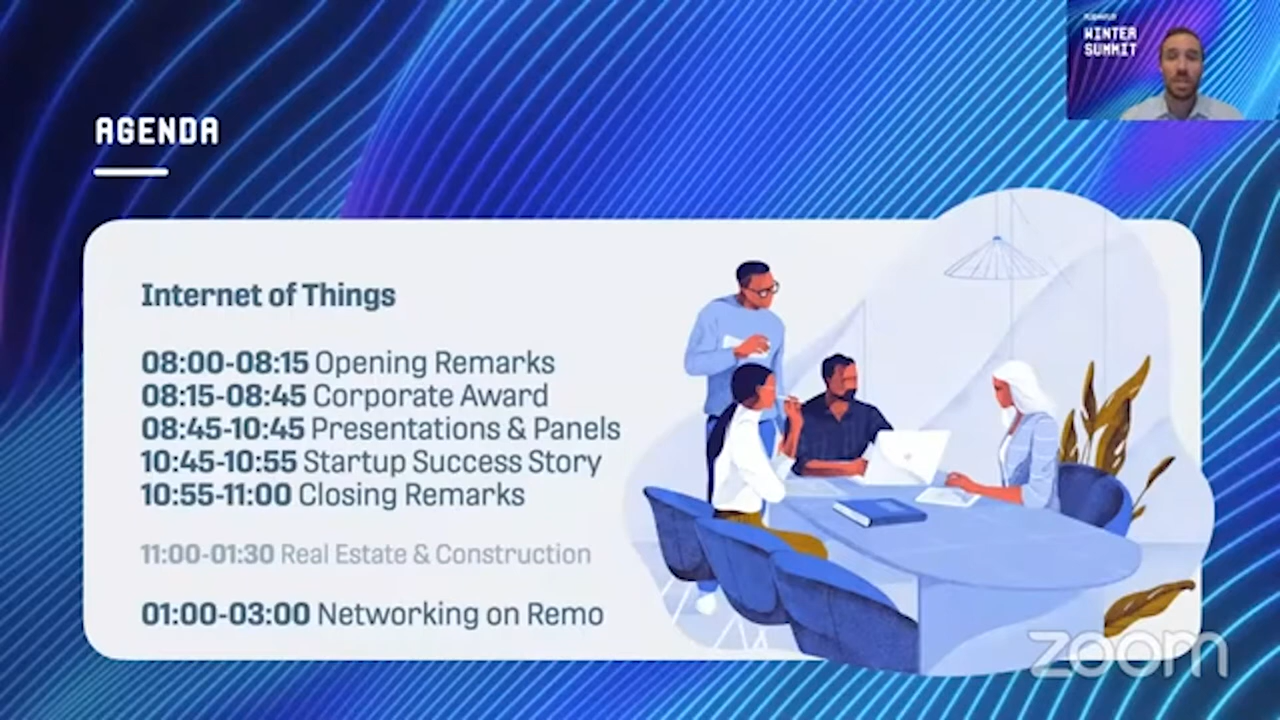 WINTER
SUMMIT
AGENDA
Internet of Things
08:00-08:15 Opening Remarks
08:15-08:45 Corporate Award
08:45-10:45 Presentations & Panels
10:45-10:55 Startup Success Story
10:55-11:00 Closing Remarks
11:00-01:30 Real Estate & Construction
01:00-03:00 Networking on Remo
zoom